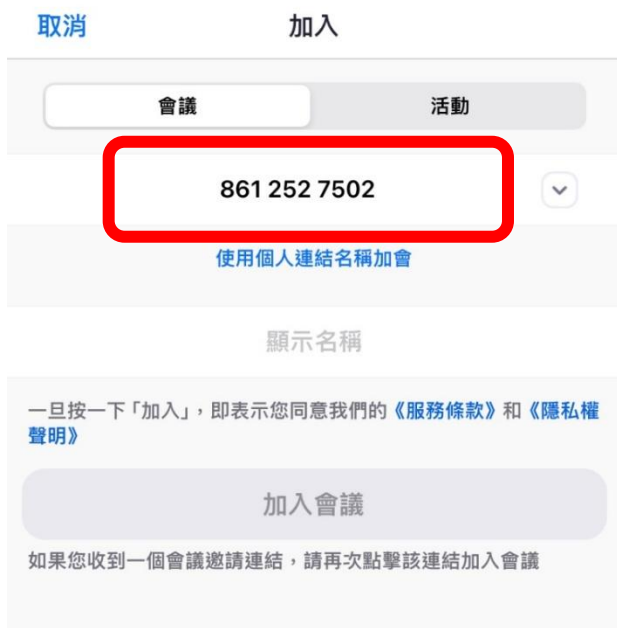 取消 加入
會議 活動
861 252 7502
使用個人連結名稱加會
顯示名稱
一旦按一下「加入」，即表示您同意我們的《服務條款》和《隱私權
聲明》
加入會議
如果您收到一個會議邀請連結，請再次點擊該連結加入會議